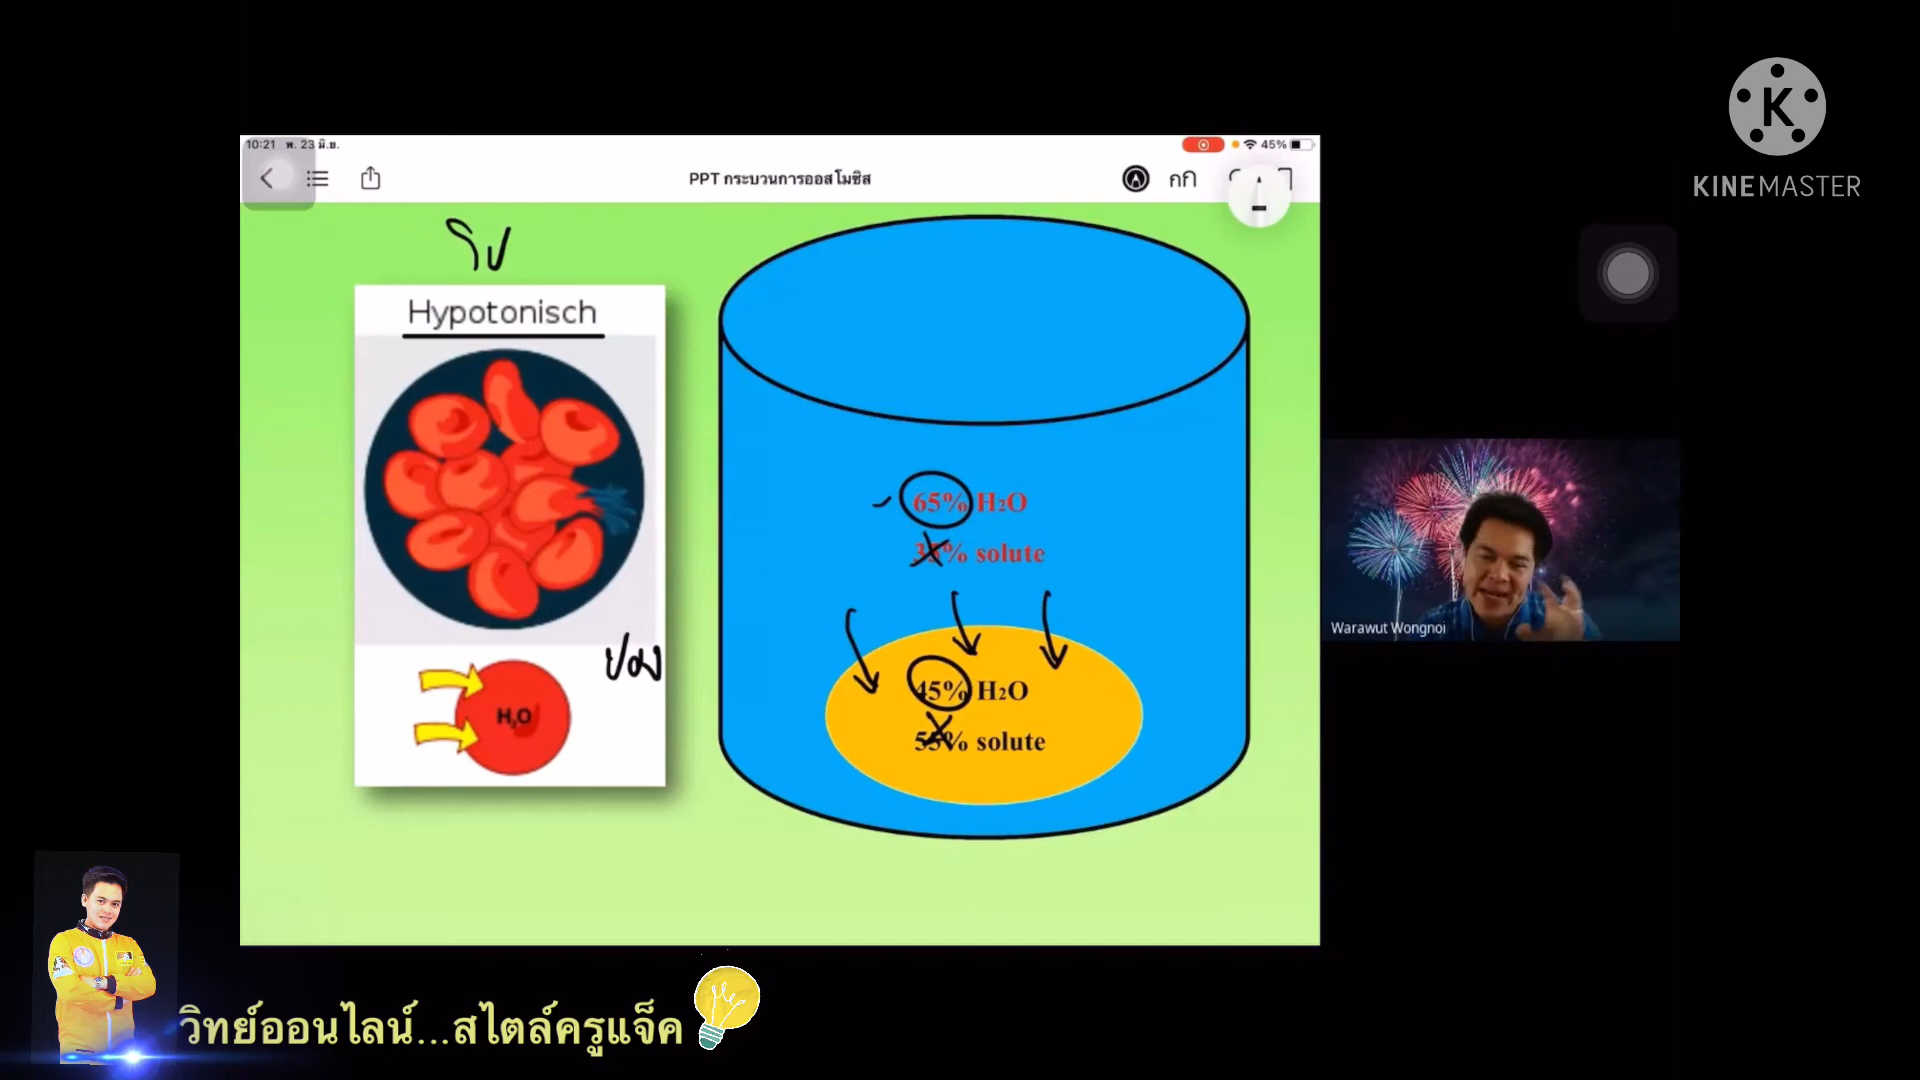 10:21 พ. 23 มิ.ย.
45%
PPT กระบวนการออสโมซิส
กก
K
KINEMASTER
โป
Hypotonisch
65% H2O
35% solute
45% H2O
55% solute
ปอง
H2O
Warawut Wongnoi
วิทย์ออนไลน์...สไตล์ครูแจ็ค